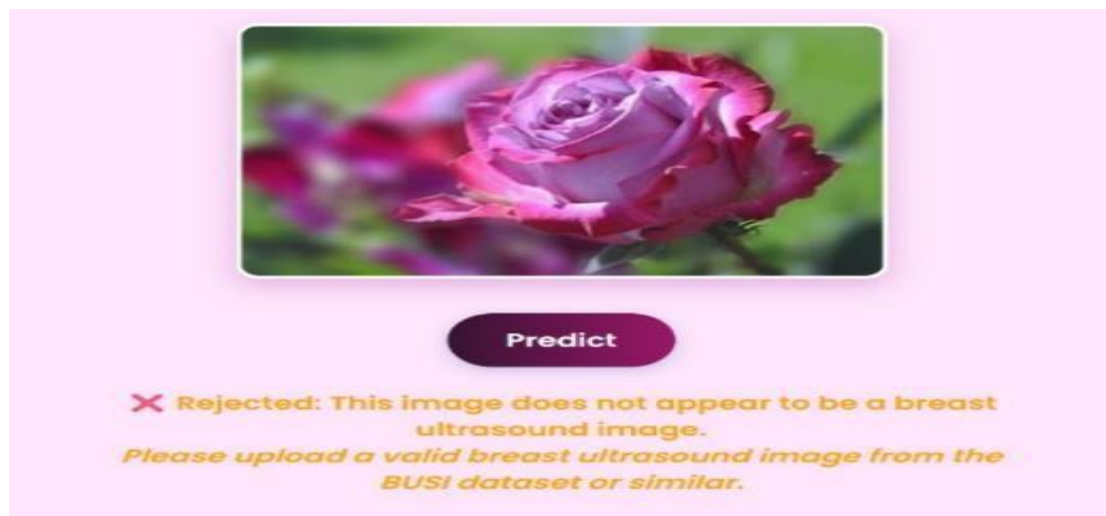 Predict
❌ Rejected: This image does not appear to be a breast
ultrasound image.
Please upload a valid breast ultrasound image from the
BUSI dataset or similar.